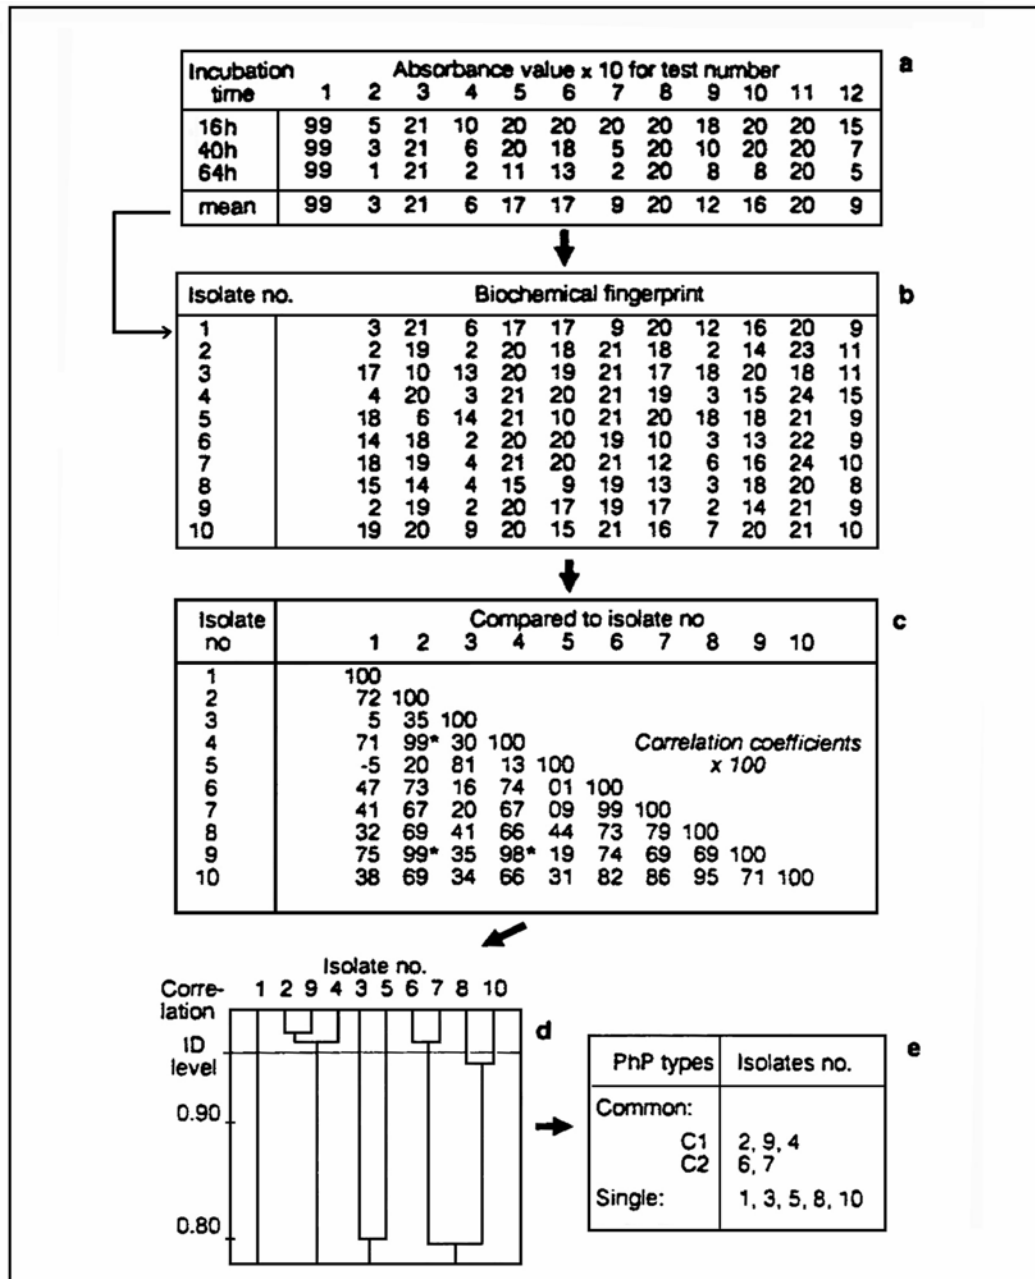 a
Incubation Absorbance value x 10 for test number
time 1 2 3 4 5 6 7 8 9 10 11 12
16h 99 5 21 10 20 20 20 20 18 20 20 15
40h 99 3 21 6 20 18 5 20 10 20 20 7
64h 99 1 21 2 11 13 2 20 8 8 20 5
mean 99 3 21 6 17 17 9 20 12 16 20 9
Isolate no. Biochemical fingerprint b
1 3 21 6 17 17 9 20 12 16 20 9
2 2 19 2 20 18 21 18 2 14 23 11
3 17 10 13 20 19 21 17 18 20 18 11
4 4 20 3 21 20 21 19 3 15 24 15
5 18 6 14 21 10 21 20 18 18 21 9
6 14 18 2 20 20 19 10 3 13 22 9
7 18 19 4 21 20 21 12 6 16 24 10
8 15 14 4 15 9 19 13 3 18 20 8
9 2 19 2 20 17 19 17 2 14 21 9
10 19 20 9 20 15 21 16 7 20 21 10
Isolate Compared to isolate no c
no 1 2 3 4 5 6 7 8 9 10
1 100
2 72 100
3 5 35 100
4 71 99* 30 100 Correlation coefficients
5 -5 20 81 13 100 x 100
6 47 73 16 74 01 100
7 41 67 20 67 09 99 100
8 32 69 41 66 44 73 79 100
9 75 99* 35 98* 19 74 69 69 100
10 38 69 34 66 31 82 86 95 71 100
Isolate no.
Corre- 1 2 9 4 3 5 6 7 8 10
lation
d
ID
level
0.90
0.80
e
PhP types Isolates no.
Common:
C1 2, 9, 4
C2 6, 7
Single: 1, 3, 5, 8, 10